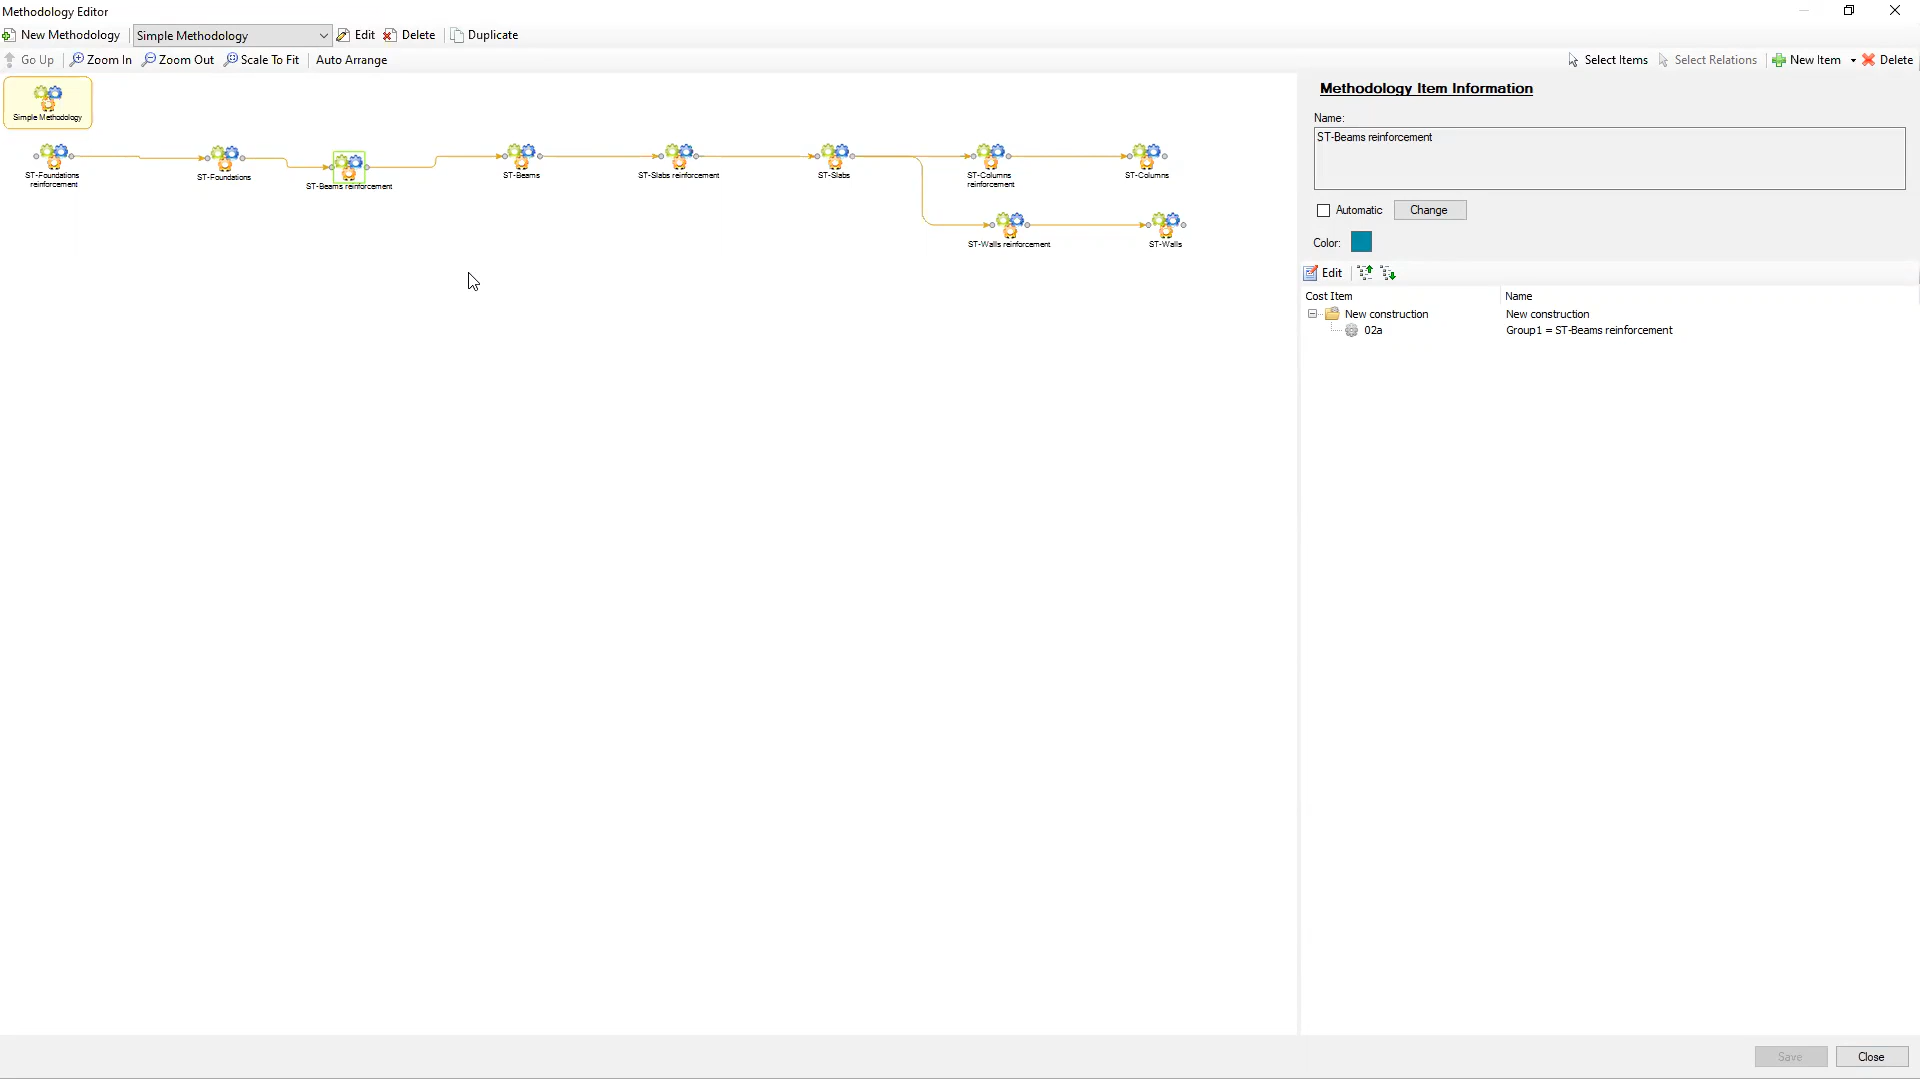 Methodology Editor
New Methodology
Simple Methodology
Edit
Delete
Duplicate
Go Up
Zoom In
Zoom Out
Scale To Fit
Auto Arrange
Select Items
Select Relations
New Item
Delete
Simple Methodology
ST-Foundations
reinforcement
ST-Foundations
ST-Beams reinforcement
ST-Beams
ST-Slabs reinforcement
ST-Slabs
ST-Columns
reinforcement
ST-Columns
ST-Walls reinforcement
ST-Walls
Methodology Item Information
Name:
ST-Beams reinforcement
Automatic
Change
Color:
Edit
Cost Item
Name
New construction
New construction
02a
Group1 = ST-Beams reinforcement
Save
Close